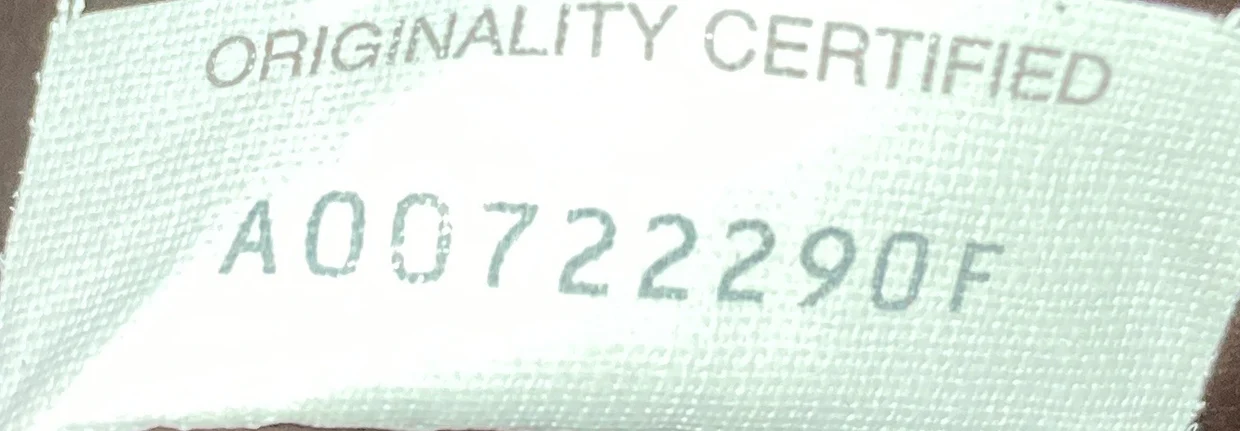 ORIGINALITY CERTIFIED
A00722290F